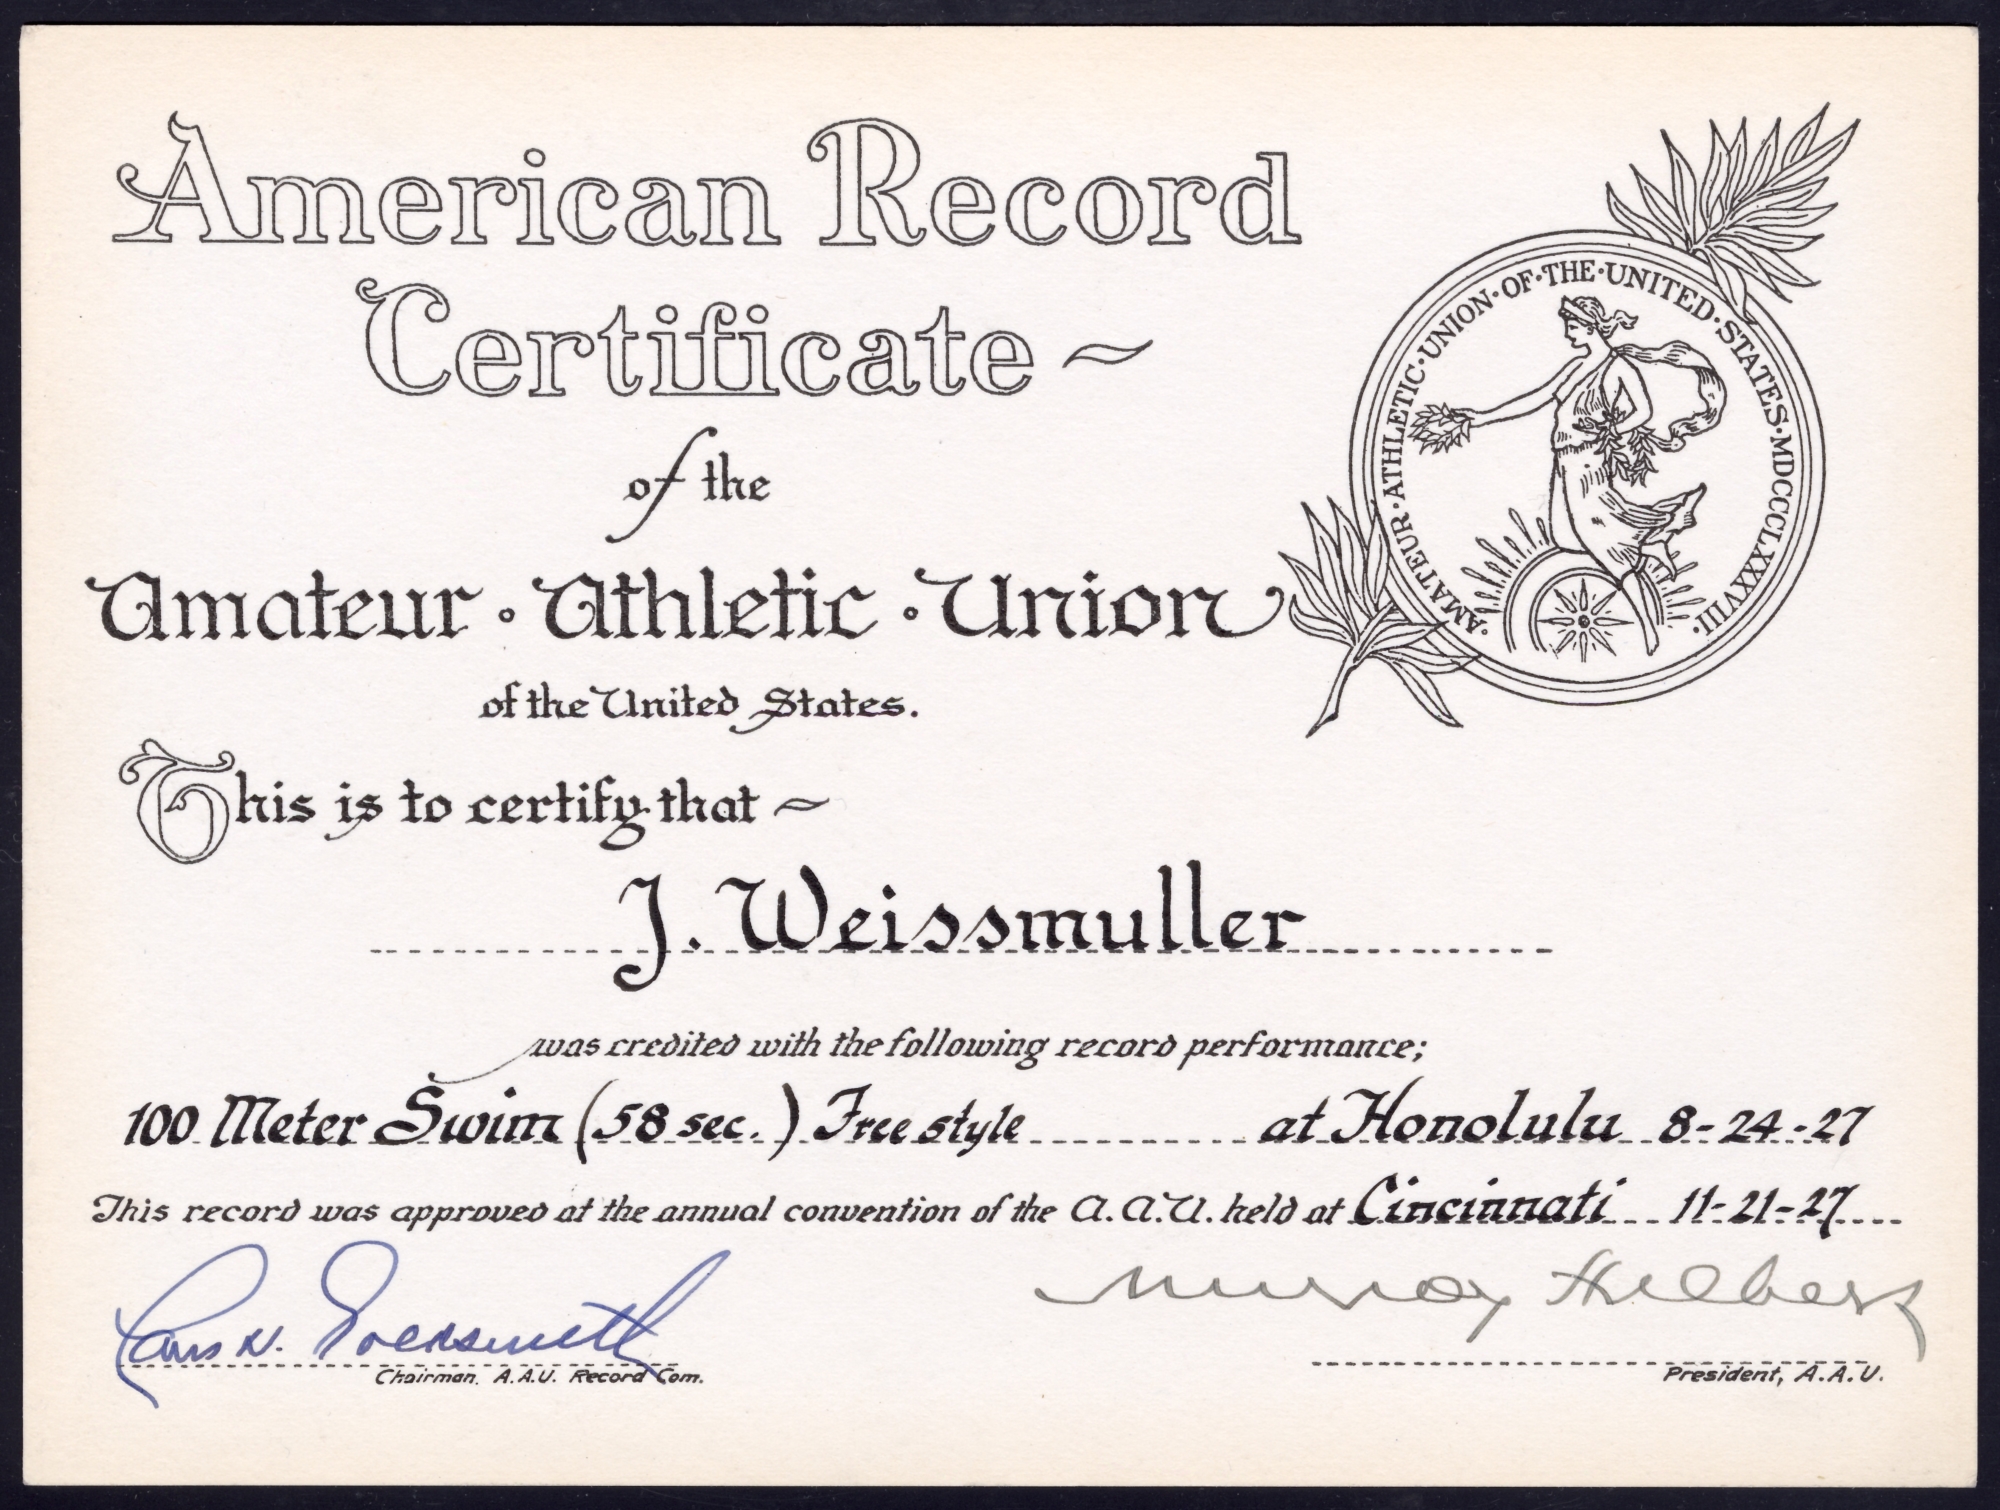 American Record
Certificate ~
of the
Amateur · Athletic · Union
of the United States.
· AMATEUR · ATHLETIC · UNION · OF · THE · UNITED · STATES · MDCCCLXXXVIII ·
This is to certify that ~
J. Weissmuller
was credited with the following record performance;
100 Meter Swim (58 sec.) Free style at Honolulu 8-24-27
This record was approved at the annual convention of the A.A.U. held at Cincinnati 11-21-27
Chairman, A.A.U. Record Com.
President, A.A.U.